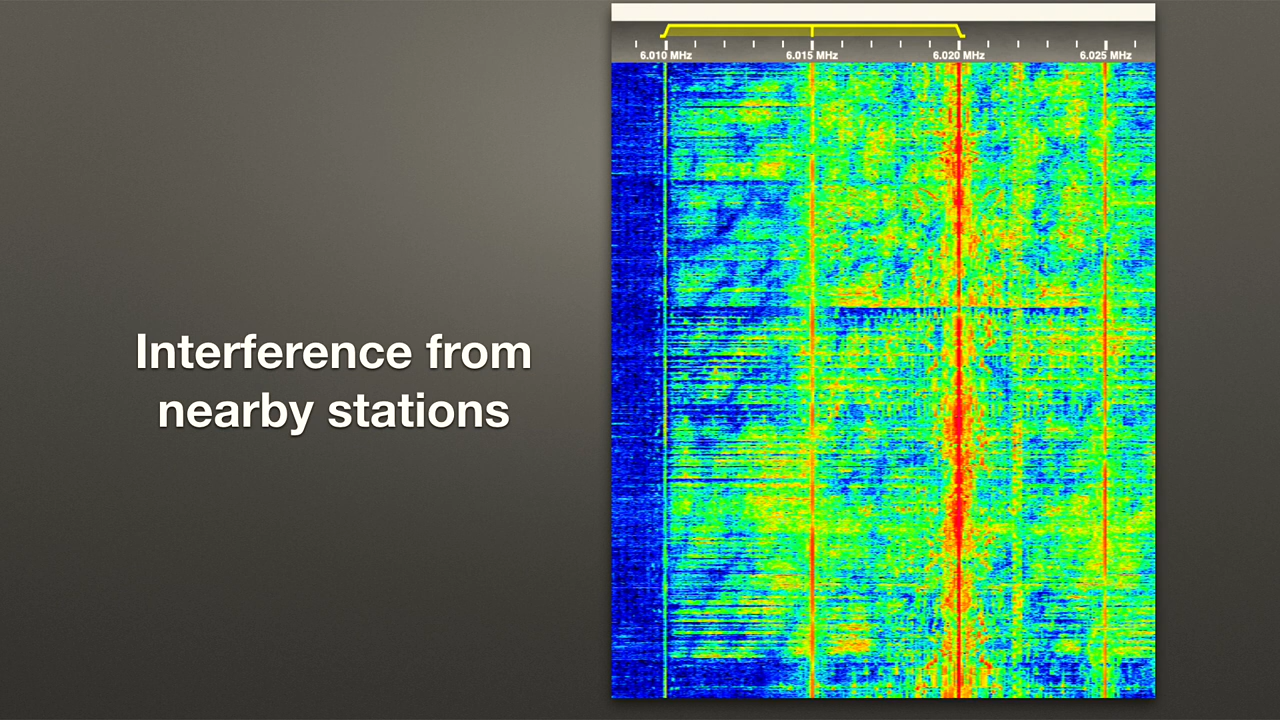 Interference from
nearby stations
6.010 MHz 6.015 MHz 6.020 MHz 6.025 MHz